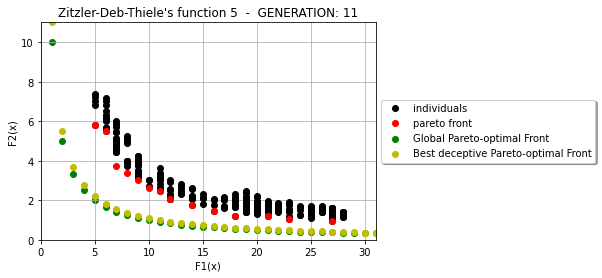 Zitzler-Deb-Thiele's function 5 - GENERATION: 11
F2(x)
10
8
6
4
2
0
0
5
10
15
20
25
30
F1(x)
individuals
pareto front
Global Pareto-optimal Front
Best deceptive Pareto-optimal Front